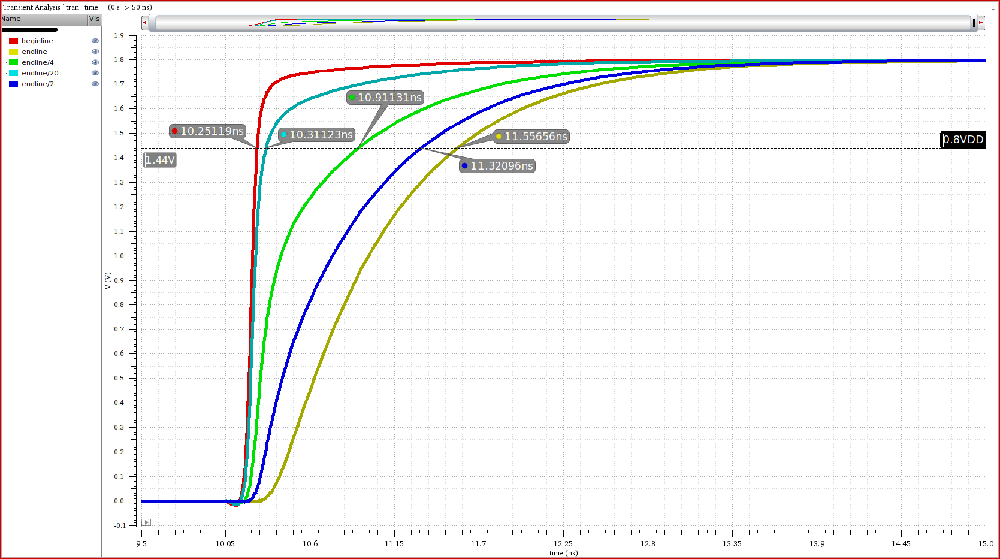 Transient Analysis `tran': time = (0 s -> 50 ns)
1
Name Vis
beginline
endline
endline/4
endline/20
endline/2
1.9
1.8
1.7
1.6
1.5
1.4
1.3
1.2
1.1
1.0
0.9
0.8
0.7
0.6
0.5
0.4
0.3
0.2
0.1
0.0
-0.1
V (V)
10.91131ns
10.25119ns
10.31123ns
11.55656ns
0.8VDD
1.44V
11.32096ns
9.5 10.05 10.6 11.15 11.7 12.25 12.8 13.35 13.9 14.45 15.0
time (ns)